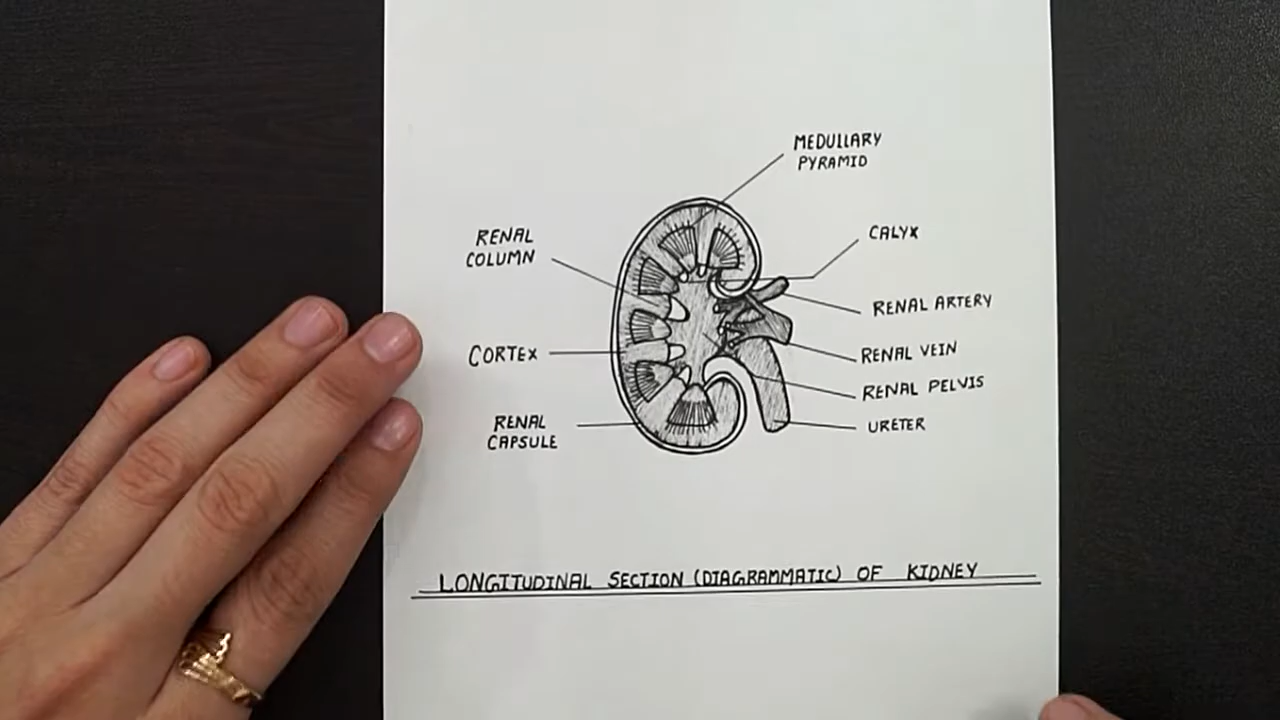 MEDULLARY
PYRAMID
RENAL
COLUMN
CALYX
RENAL ARTERY
CORTEX
RENAL VEIN
RENAL PELVIS
RENAL
CAPSULE
URETER
LONGITUDINAL SECTION (DIAGRAMMATIC) OF KIDNEY